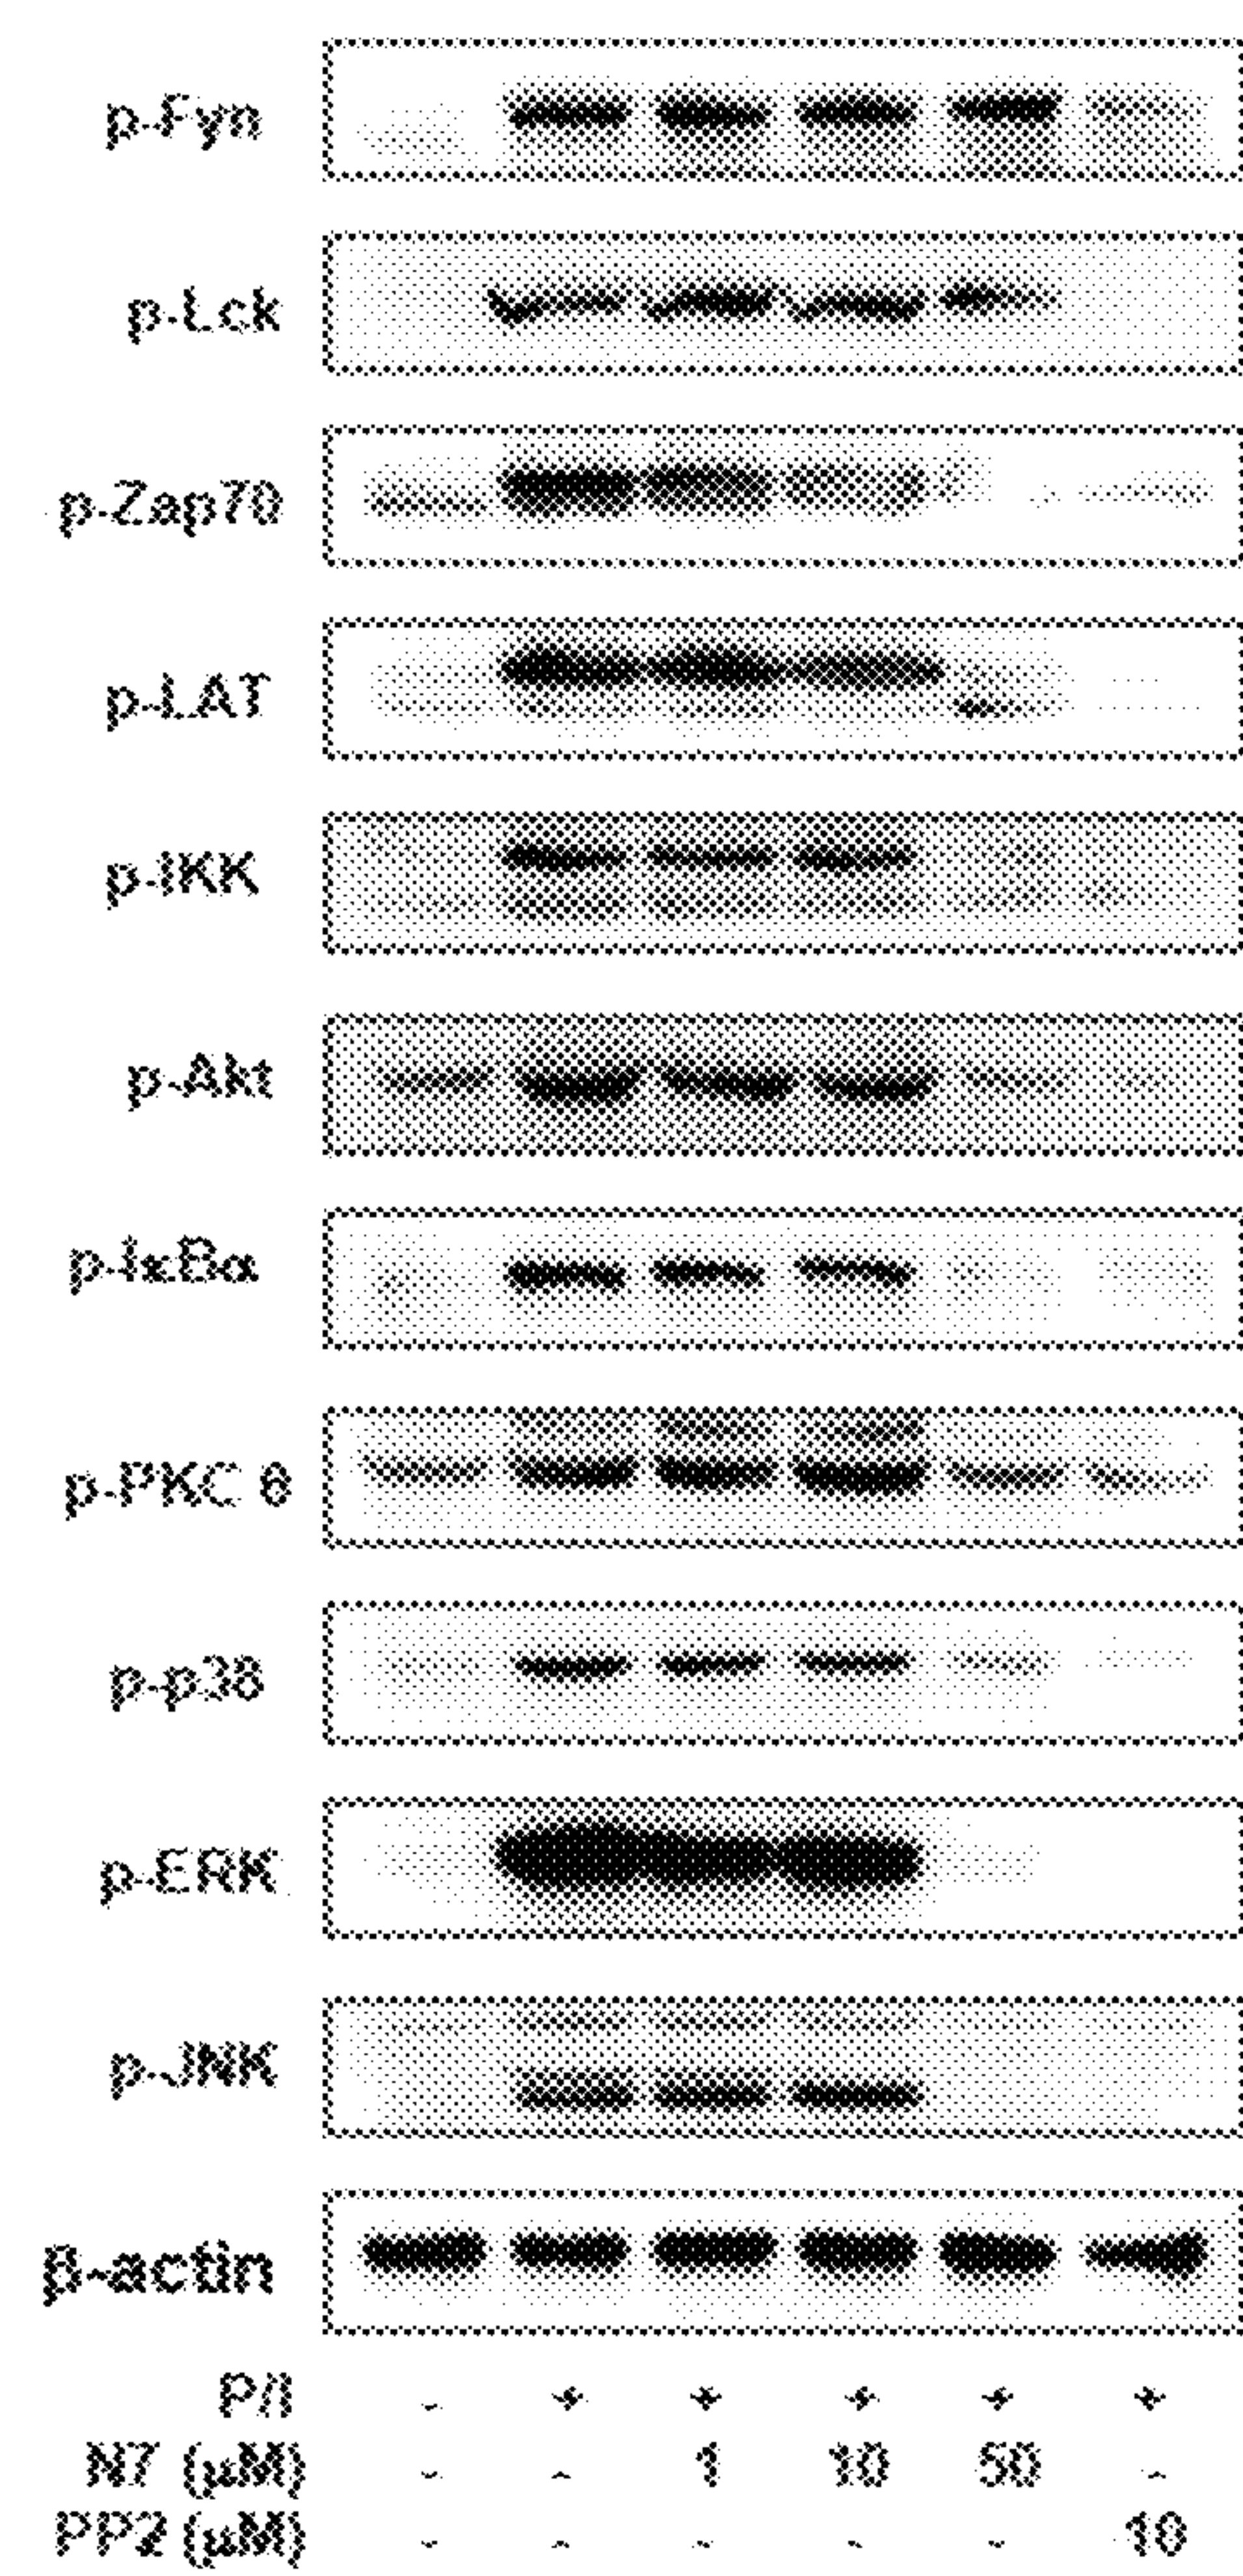 p-Fyn
p-Lck
p-Zap70
p-LAT
p-IKK
p-Akt
p-IκBα
p-PKC θ
p-p38
p-ERK
p-JNK
β-actin
P/I - + + + + +
N7 (μM) - - 1 10 50 -
PP2 (μM) - - - - - 10